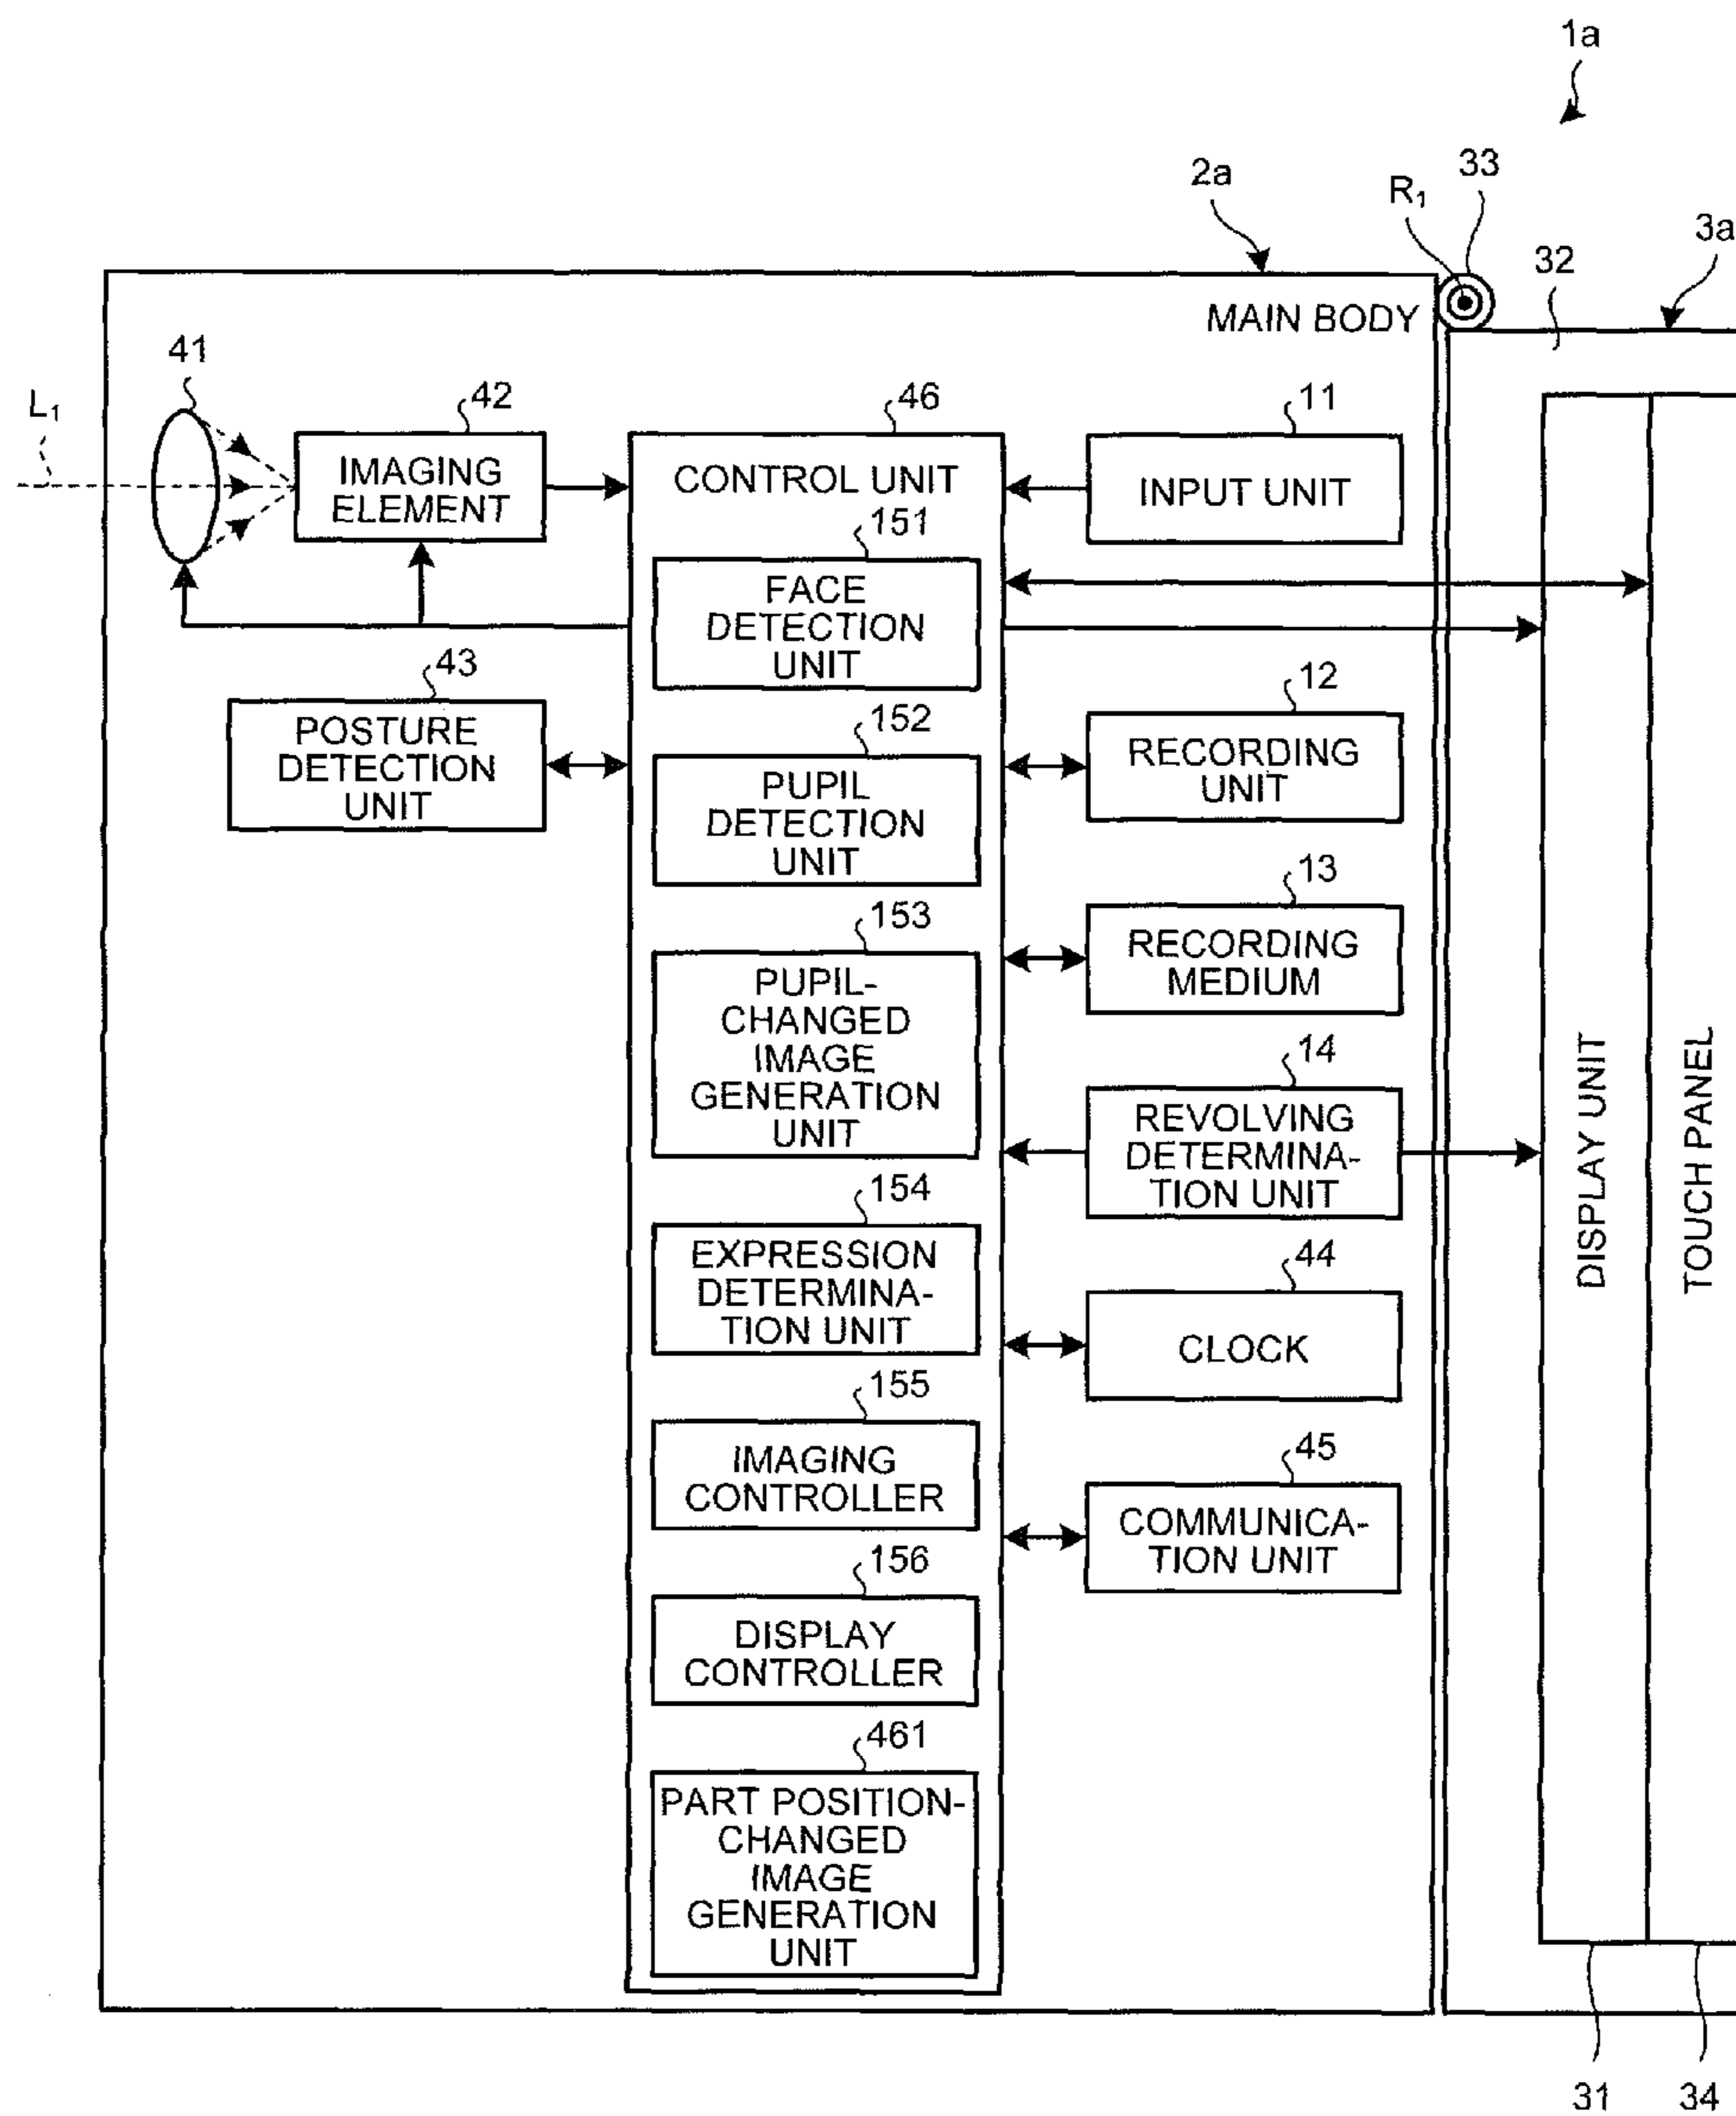 1a
2a
R1
33
3a
32
MAIN BODY
41
L1
42
IMAGING
ELEMENT
46
CONTROL UNIT
11
INPUT UNIT
151
FACE
DETECTION
UNIT
43
POSTURE
DETECTION
UNIT
152
PUPIL
DETECTION
UNIT
12
RECORDING
UNIT
153
PUPIL-
CHANGED
IMAGE
GENERATION
UNIT
13
RECORDING
MEDIUM
14
REVOLVING
DETERMINA-
TION UNIT
154
EXPRESSION
DETERMINA-
TION UNIT
44
CLOCK
155
IMAGING
CONTROLLER
45
COMMUNICA-
TION UNIT
156
DISPLAY
CONTROLLER
461
PART POSITION-
CHANGED
IMAGE
GENERATION
UNIT
DISPLAY UNIT
TOUCH PANEL
31
34